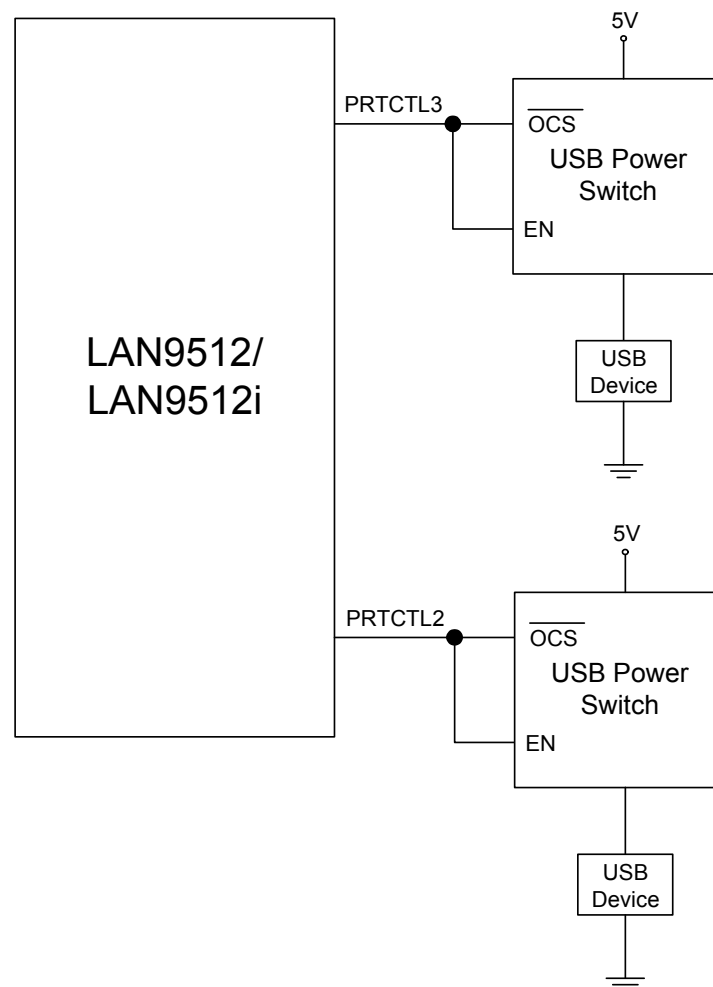 5V
PRTCTL3
OCS
USB Power
Switch
EN
LAN9512/
LAN9512i
USB
Device
5V
PRTCTL2
OCS
USB Power
Switch
EN
USB
Device